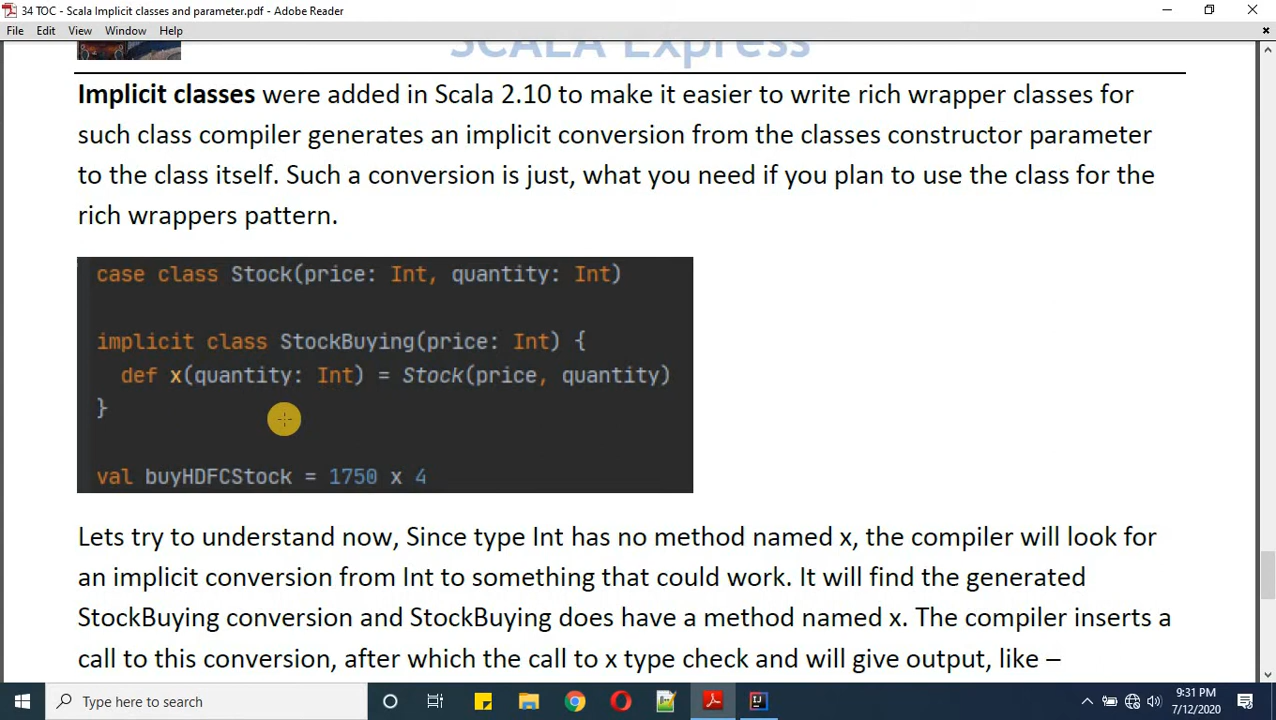 34 TOC - Scala Implicit classes and parameter.pdf - Adobe Reader
File Edit View Window Help
SCALA Express
Implicit classes were added in Scala 2.10 to make it easier to write rich wrapper classes for
such class compiler generates an implicit conversion from the classes constructor parameter
to the class itself. Such a conversion is just, what you need if you plan to use the class for the
rich wrappers pattern.
case class Stock(price: Int, quantity: Int)
implicit class StockBuying(price: Int) {
def x(quantity: Int) = Stock(price, quantity)
}
val buyHDFCStock = 1750 x 4
Lets try to understand now, Since type Int has no method named x, the compiler will look for
an implicit conversion from Int to something that could work. It will find the generated
StockBuying conversion and StockBuying does have a method named x. The compiler inserts a
call to this conversion, after which the call to x type check and will give output, like –
Type here to search
9:31 PM
7/12/2020